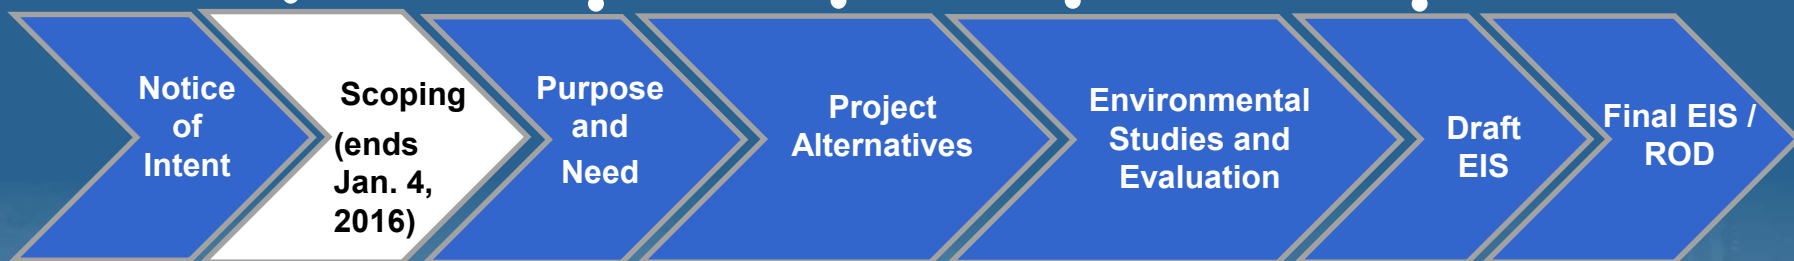 Notice
of
Intent
Scoping
(ends
Jan. 4,
2016)
Purpose
and
Need
Project
Alternatives
Environmental
Studies and
Evaluation
Draft
EIS
Final EIS /
ROD